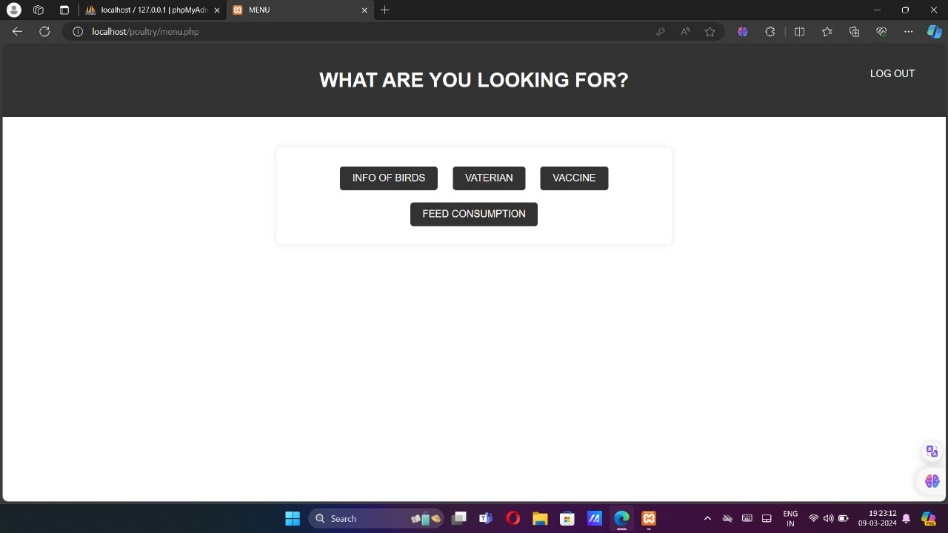 localhost / 127.0.0.1 | phpMyAdm
MENU
localhost/poultry/menu.php
WHAT ARE YOU LOOKING FOR?
LOG OUT
INFO OF BIRDS
VATERIAN
VACCINE
FEED CONSUMPTION
Search
ENG
IN
19:23:12
09-03-2024